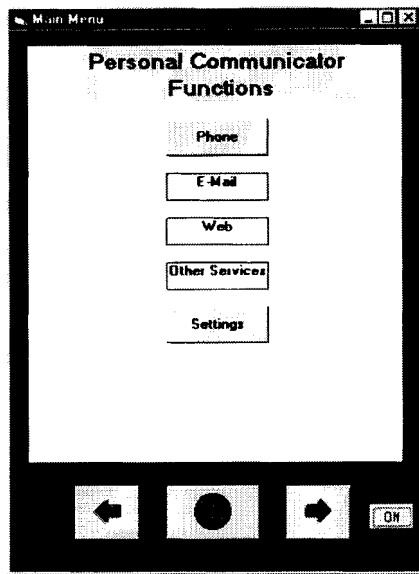 Main Menu
Personal Communicator
Functions
Phone
E-Mail
Web
Other Services
Settings
ON